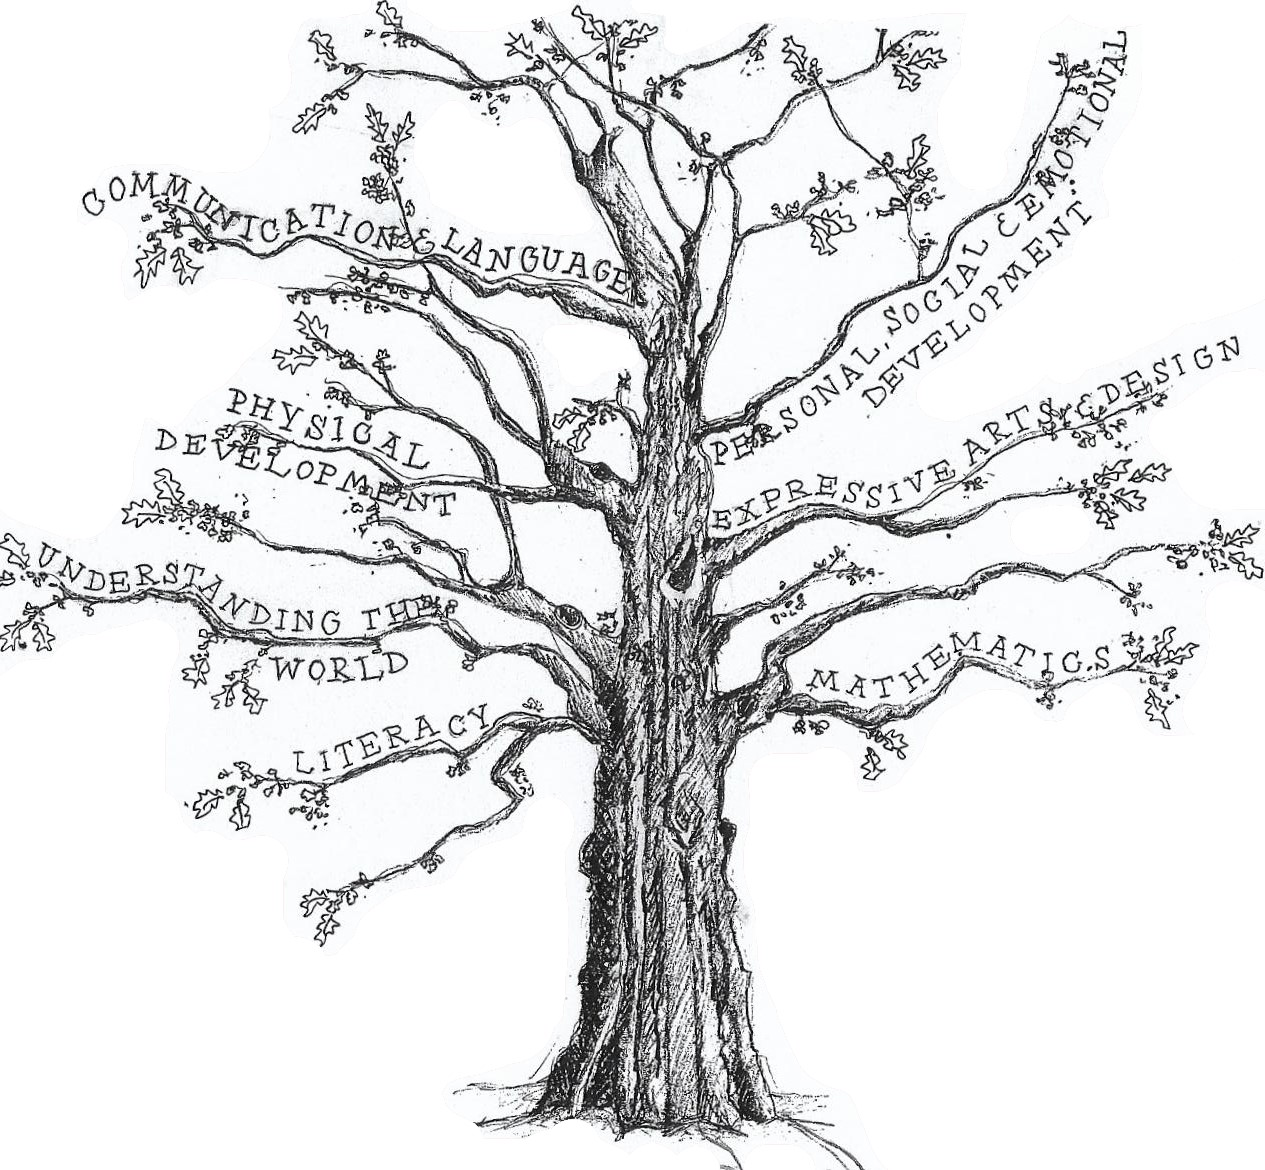 COMMUNICATION & LANGUAGE
PHYSICAL
DEVELOPMENT
UNDERSTANDING THE
WORLD
LITERACY
PERSONAL, SOCIAL & EMOTIONAL
DEVELOPMENT
EXPRESSIVE ARTS & DESIGN
MATHEMATICS